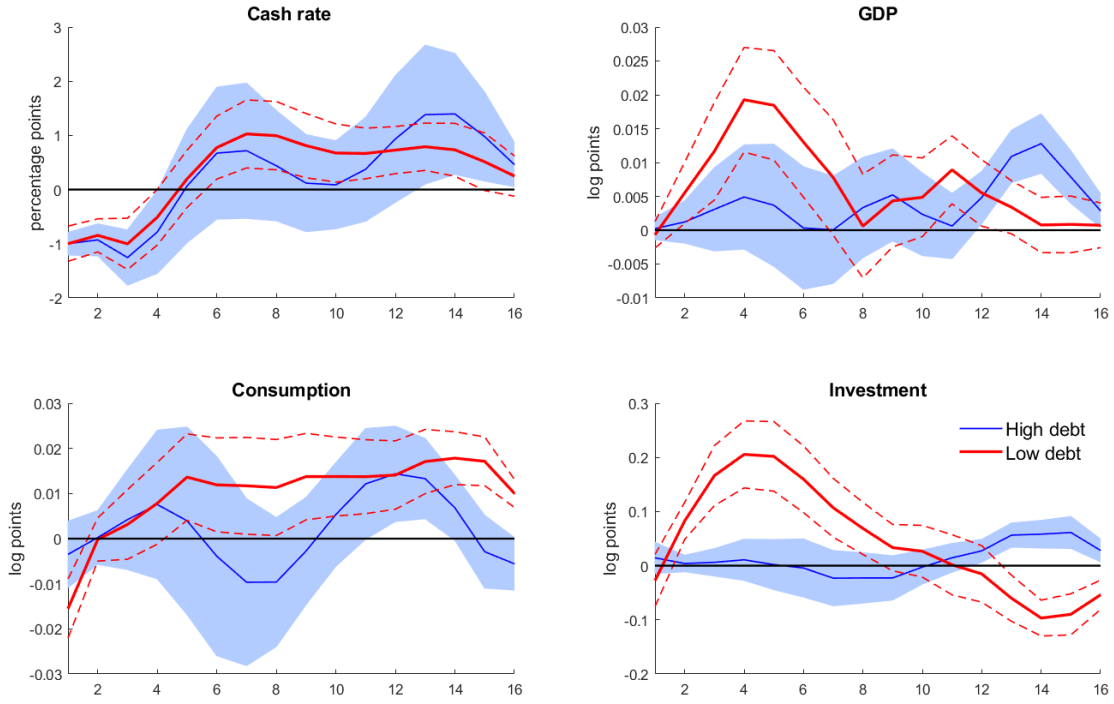 Cash rate
percentage points
3
2
1
0
-1
-2
2 4 6 8 10 12 14 16
GDP
log points
0.03
0.025
0.02
0.015
0.01
0.005
0
-0.005
-0.01
2 4 6 8 10 12 14 16
Consumption
log points
0.03
0.02
0.01
0
-0.01
-0.02
-0.03
2 4 6 8 10 12 14 16
Investment
log points
0.3
0.2
0.1
0
-0.1
-0.2
2 4 6 8 10 12 14 16
High debt
Low debt